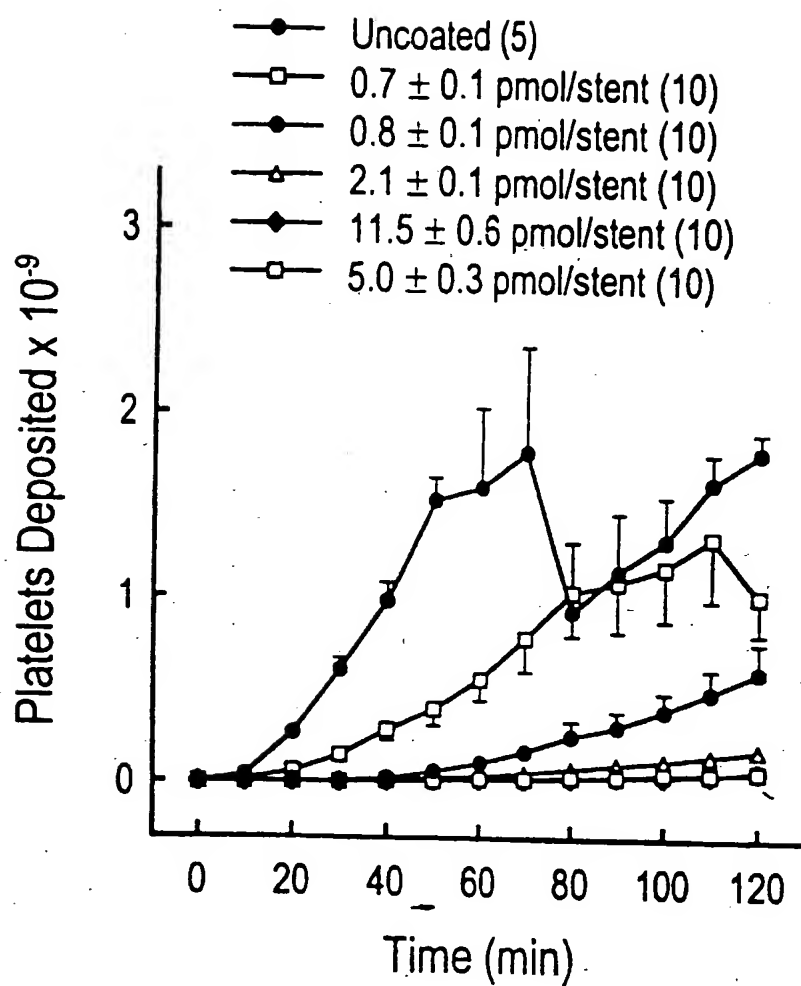 Uncoated (5)
0.7 ± 0.1 pmol/stent (10)
0.8 ± 0.1 pmol/stent (10)
2.1 ± 0.1 pmol/stent (10)
11.5 ± 0.6 pmol/stent (10)
5.0 ± 0.3 pmol/stent (10)
Platelets Deposited x 10⁻⁹
3
2
1
0
0 20 40 60 80 100 120
Time (min)